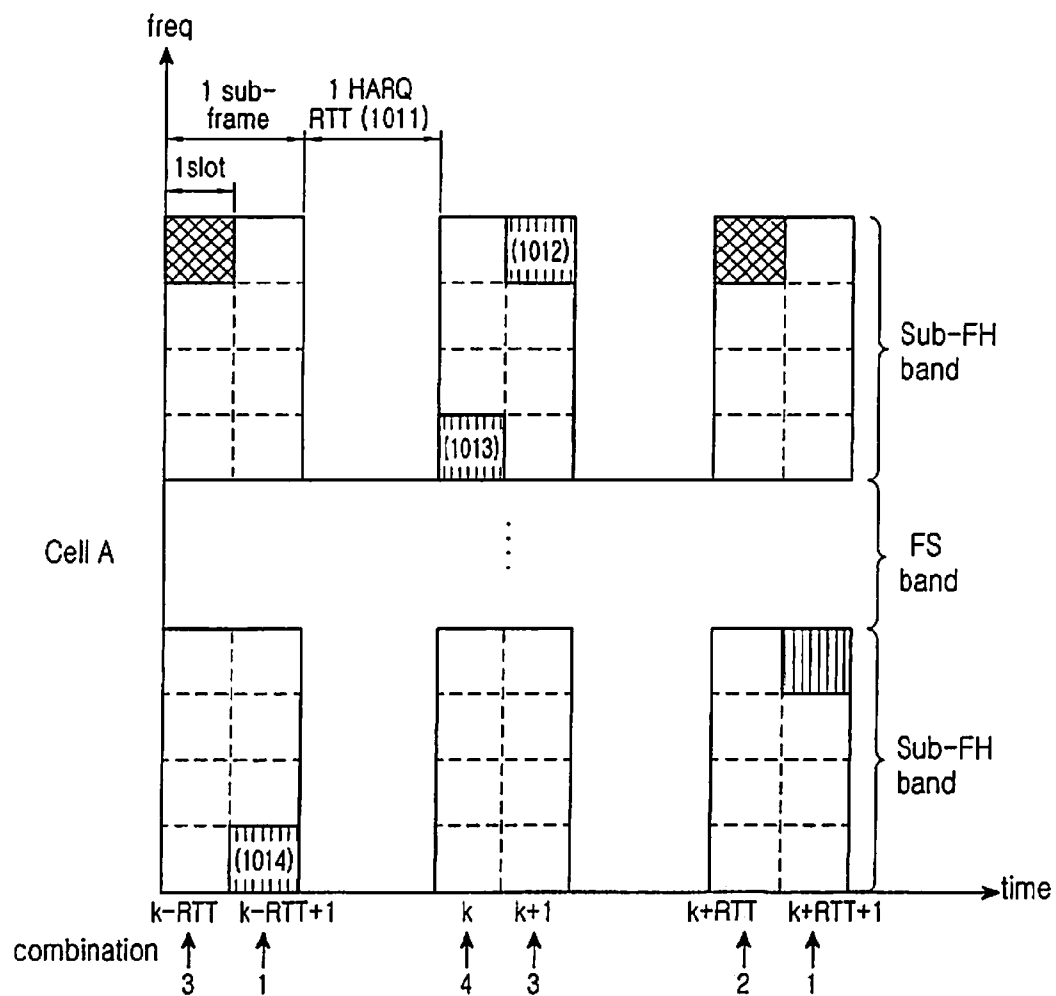 freq
1 sub-
frame
1 HARQ
RTT (1011)
1slot
(1012)
(1013)
Sub-FH
band
Cell A
FS
band
Sub-FH
band
(1014)
time
k-RTT
k-RTT+1
k
k+1
k+RTT
k+RTT+1
combination
3
1
4
3
2
1